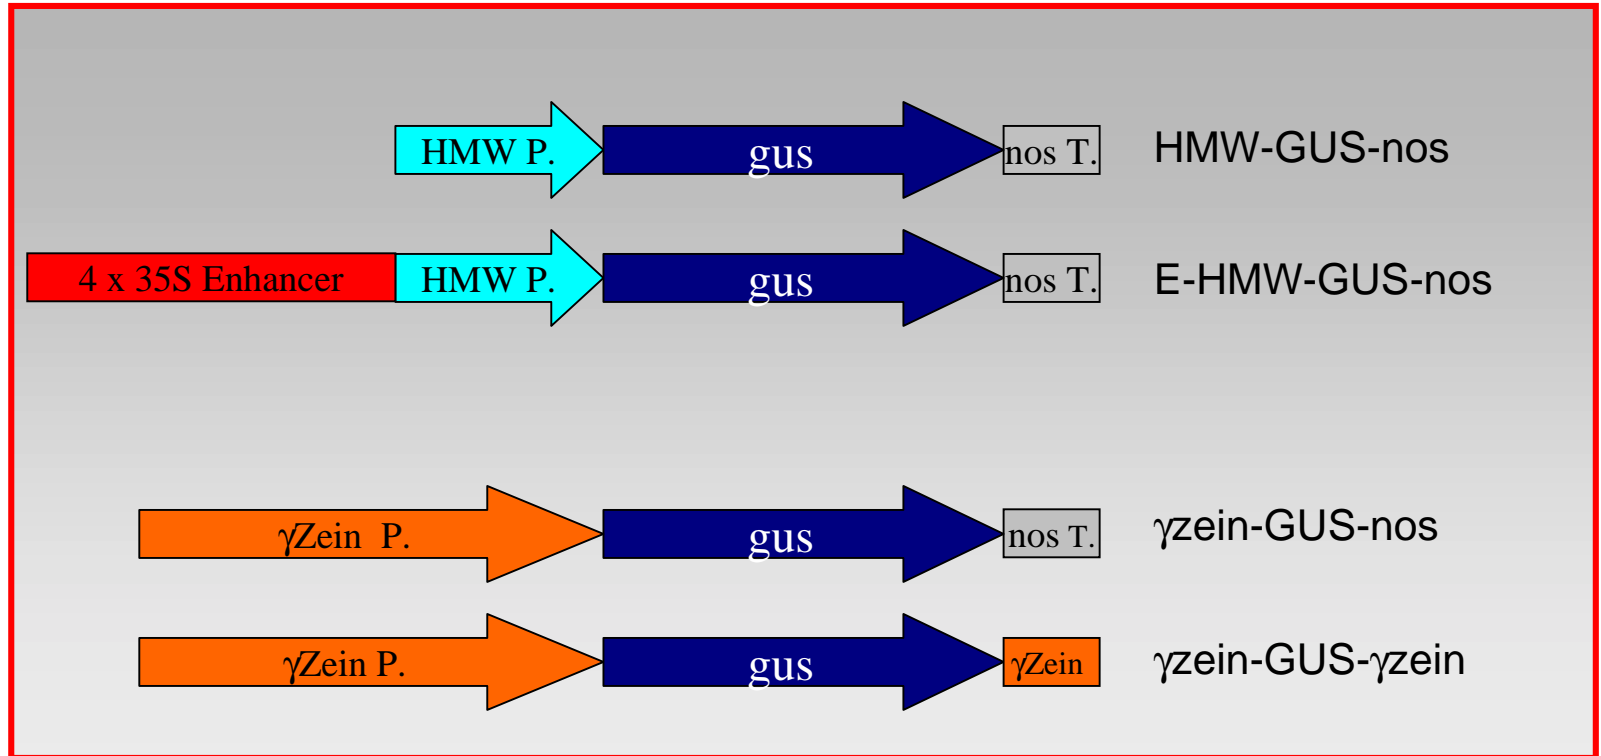 HMW P. gus nos T. HMW-GUS-nos
4 x 35S Enhancer HMW P. gus nos T. E-HMW-GUS-nos
γZein P. gus nos T. γzein-GUS-nos
γZein P. gus γZein γzein-GUS-γzein